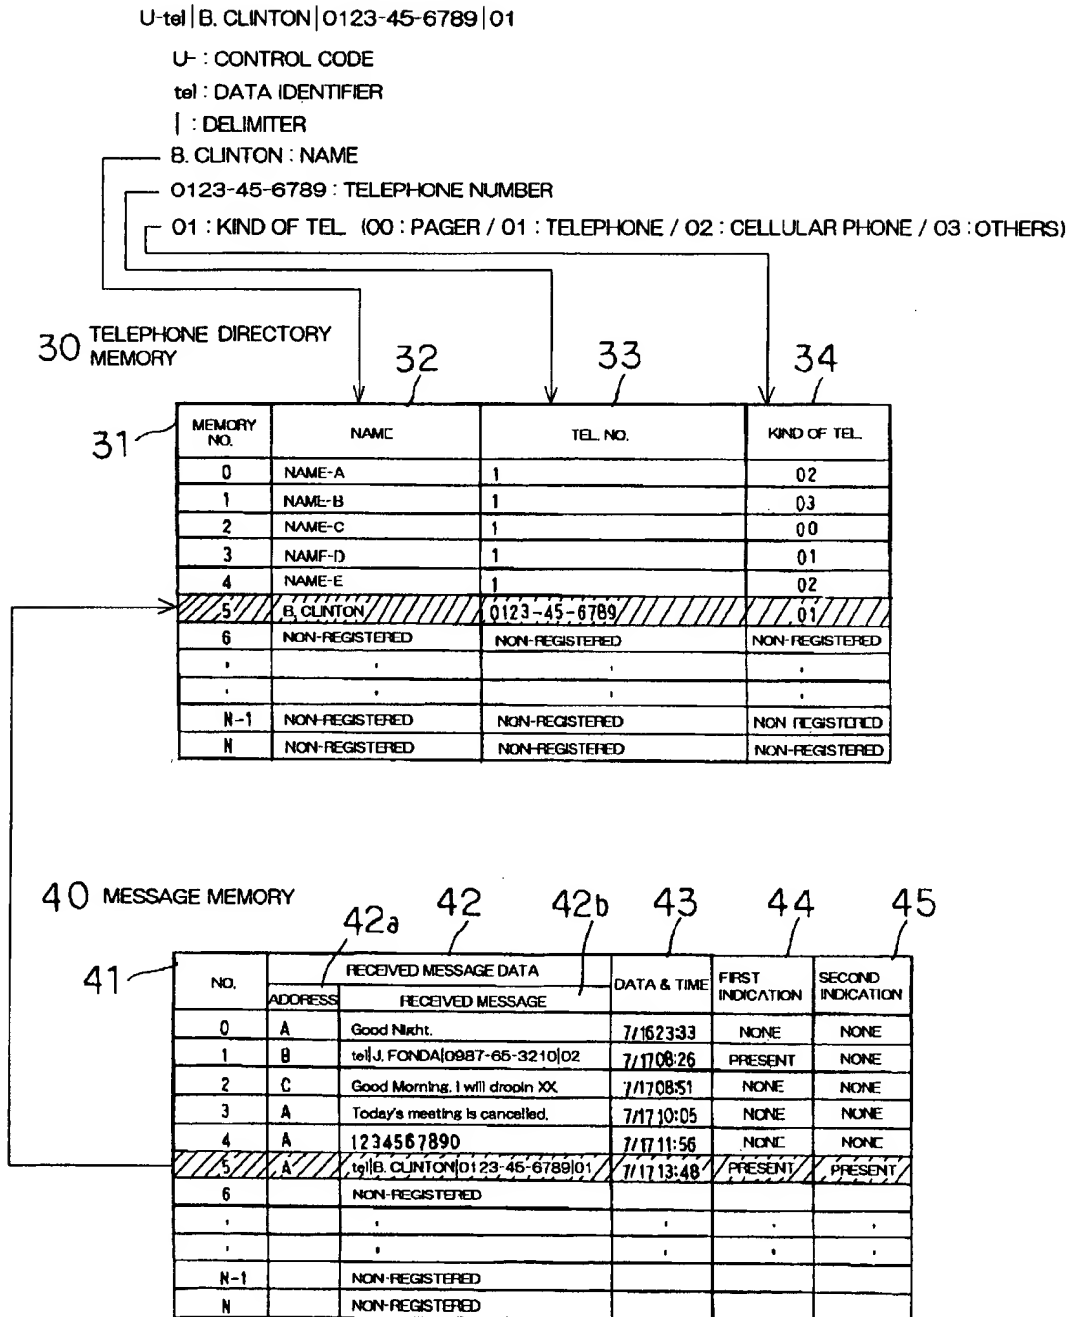 U-tel|B. CLINTON|0123-45-6789|01
U- : CONTROL CODE
tel : DATA IDENTIFIER
| : DELIMITER
B. CLINTON : NAME
0123-45-6789 : TELEPHONE NUMBER
01 : KIND OF TEL. (00 : PAGER / 01 : TELEPHONE / 02 : CELLULAR PHONE / 03 : OTHERS)
30 TELEPHONE DIRECTORY
MEMORY
32 33 34
31
MEMORY NO. NAME TEL. NO. KIND OF TEL.
0 NAME-A 1 02
1 NAME-B 1 03
2 NAME-C 1 00
3 NAME-D 1 01
4 NAME-E 1 02
5 B. CLINTON 0123-45-6789 01
6 NON-REGISTERED NON-REGISTERED NON-REGISTERED
N-1 NON-REGISTERED NON-REGISTERED NON REGISTERED
N NON-REGISTERED NON-REGISTERED NON-REGISTERED
40 MESSAGE MEMORY
42a 42 42b 43 44 45
41
NO. RECEIVED MESSAGE DATA DATA & TIME FIRST INDICATION SECOND INDICATION
ADDRESS RECEIVED MESSAGE
0 A Good Night. 7/16 23:33 NONE NONE
1 B tel|J. FONDA|0987-65-3210|02 7/17 08:26 PRESENT NONE
2 C Good Morning. I will dropin XX. 7/17 08:51 NONE NONE
3 A Today's meeting is cancelled. 7/17 10:05 NONE NONE
4 A 1234567890 7/17 11:56 NONE NONE
5 A tel|B. CLINTON|0123-45-6789|01 7/17 13:48 PRESENT PRESENT
6 NON-REGISTERED
N-1 NON-REGISTERED
N NON-REGISTERED